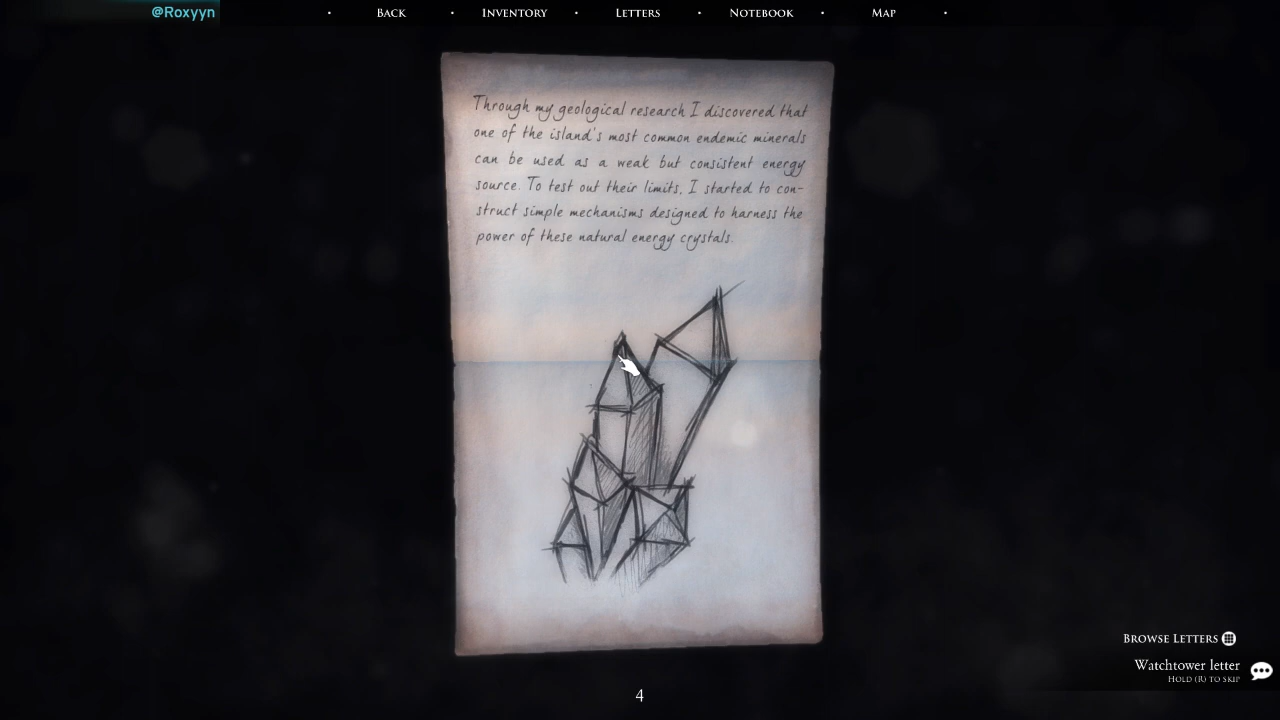 @Roxyyn
• BACK • INVENTORY • LETTERS • NOTEBOOK • MAP •
Through my geological research I discovered that
one of the island's most common endemic minerals
can be used as a weak but consistent energy
source. To test out their limits, I started to con-
struct simple mechanisms designed to harness the
power of these natural energy crystals.
BROWSE LETTERS
Watchtower letter
HOLD (R) TO SKIP
4